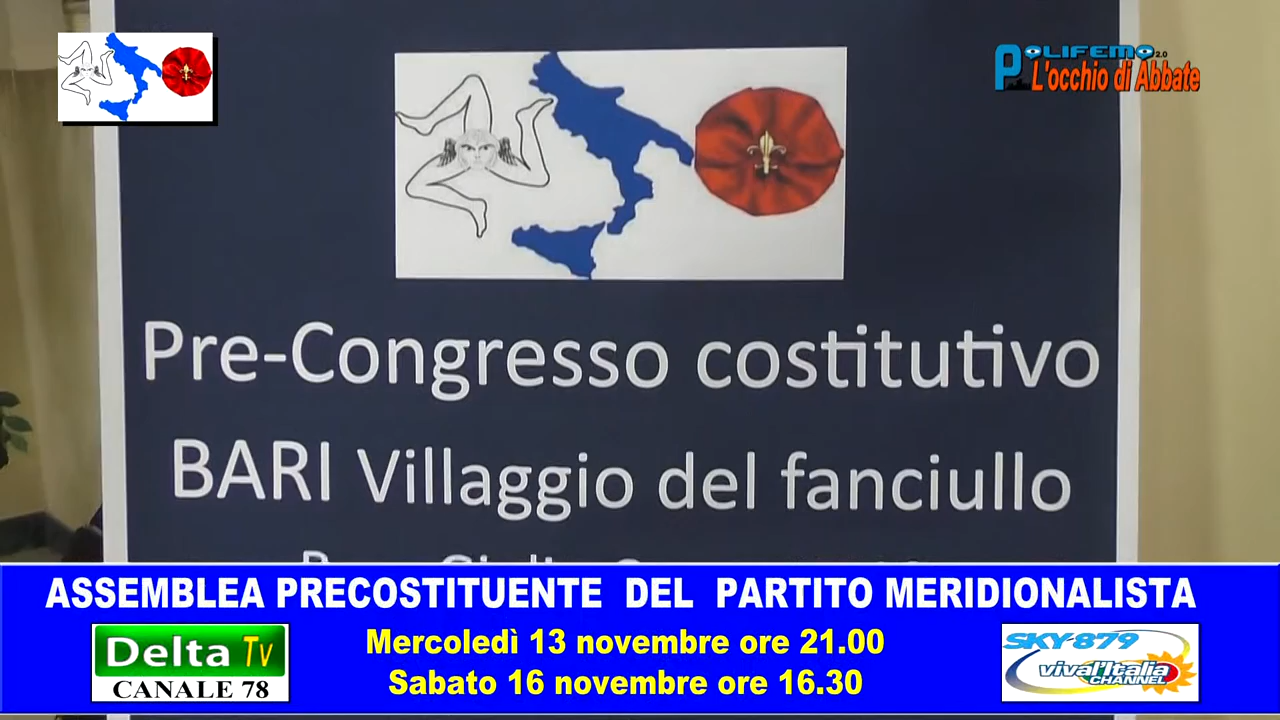 POLIFEMO 2.0
L'occhio di Abbate
Pre-Congresso costitutivo
BARI Villaggio del fanciullo
ASSEMBLEA PRECOSTITUENTE DEL PARTITO MERIDIONALISTA
Delta Tv
CANALE 78
Mercoledì 13 novembre ore 21.00
Sabato 16 novembre ore 16.30
SKY-879
viva l'Italia
CHANNEL